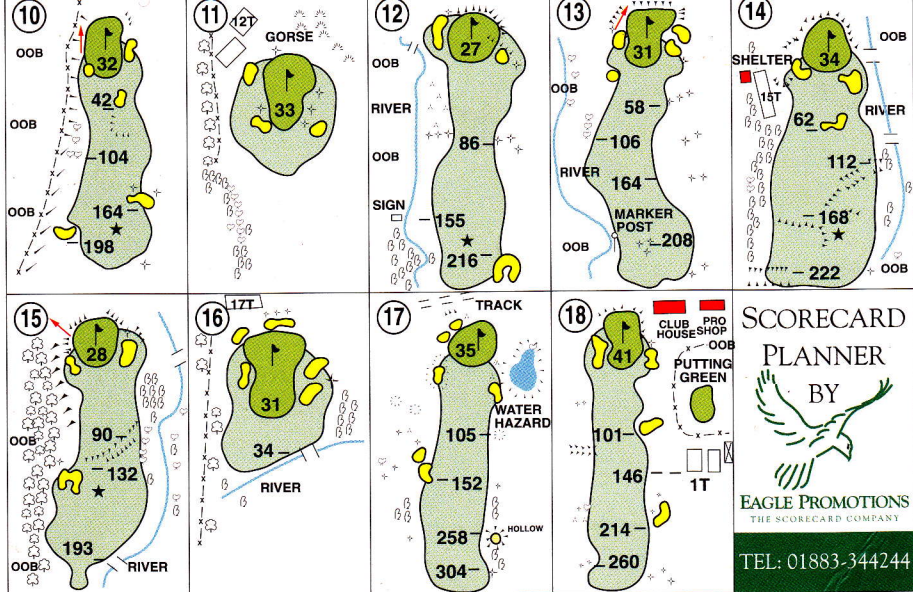 10
32
OOB
42
OOB
104
164
OOB
198
11
12T
GORSE
33
12
27
OOB
RIVER
86
OOB
SIGN
155
216
13
31
OOB
58
106
RIVER
164
MARKER
POST
OOB
208
14
OOB
34
SHELTER
15T
RIVER
62
112
168
OOB
222
15
28
OOB
90
132
193
OOB
RIVER
16
17T
31
34
RIVER
17
TRACK
35
WATER
HAZARD
105
152
258
HOLLOW
304
18
CLUB
HOUSE
PRO
SHOP
OOB
41
PUTTING
GREEN
101
146
1T
214
260
SCORECARD
PLANNER
BY
EAGLE PROMOTIONS
THE SCORECARD COMPANY
TEL: 01883-344244